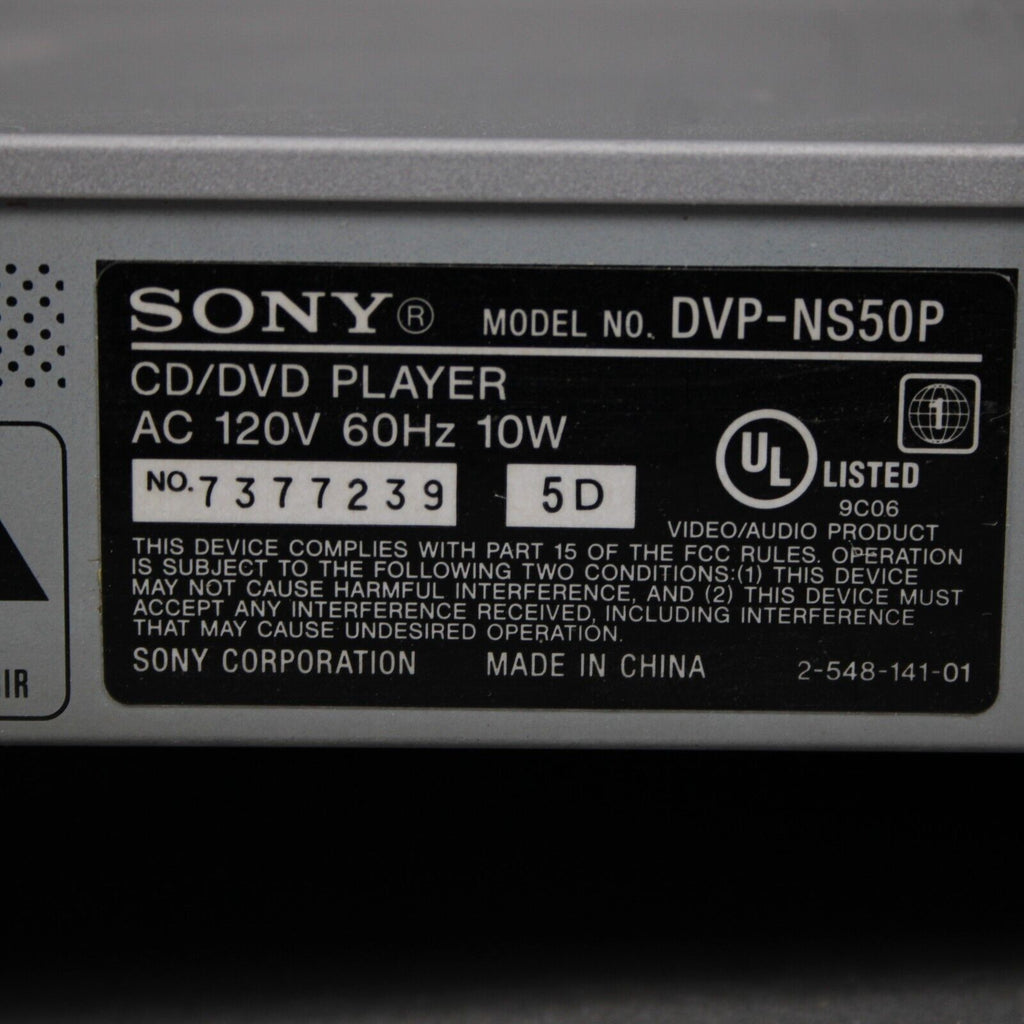 SONY® MODEL NO. DVP-NS50P
CD/DVD PLAYER
AC 120V 60Hz 10W
1
NO. 7377239 5D
UL LISTED
9C06
VIDEO/AUDIO PRODUCT
THIS DEVICE COMPLIES WITH PART 15 OF THE FCC RULES. OPERATION
IS SUBJECT TO THE FOLLOWING TWO CONDITIONS:(1) THIS DEVICE
MAY NOT CAUSE HARMFUL INTERFERENCE, AND (2) THIS DEVICE MUST
ACCEPT ANY INTERFERENCE RECEIVED, INCLUDING INTERFERENCE
THAT MAY CAUSE UNDESIRED OPERATION.
SONY CORPORATION MADE IN CHINA 2-548-141-01
IR